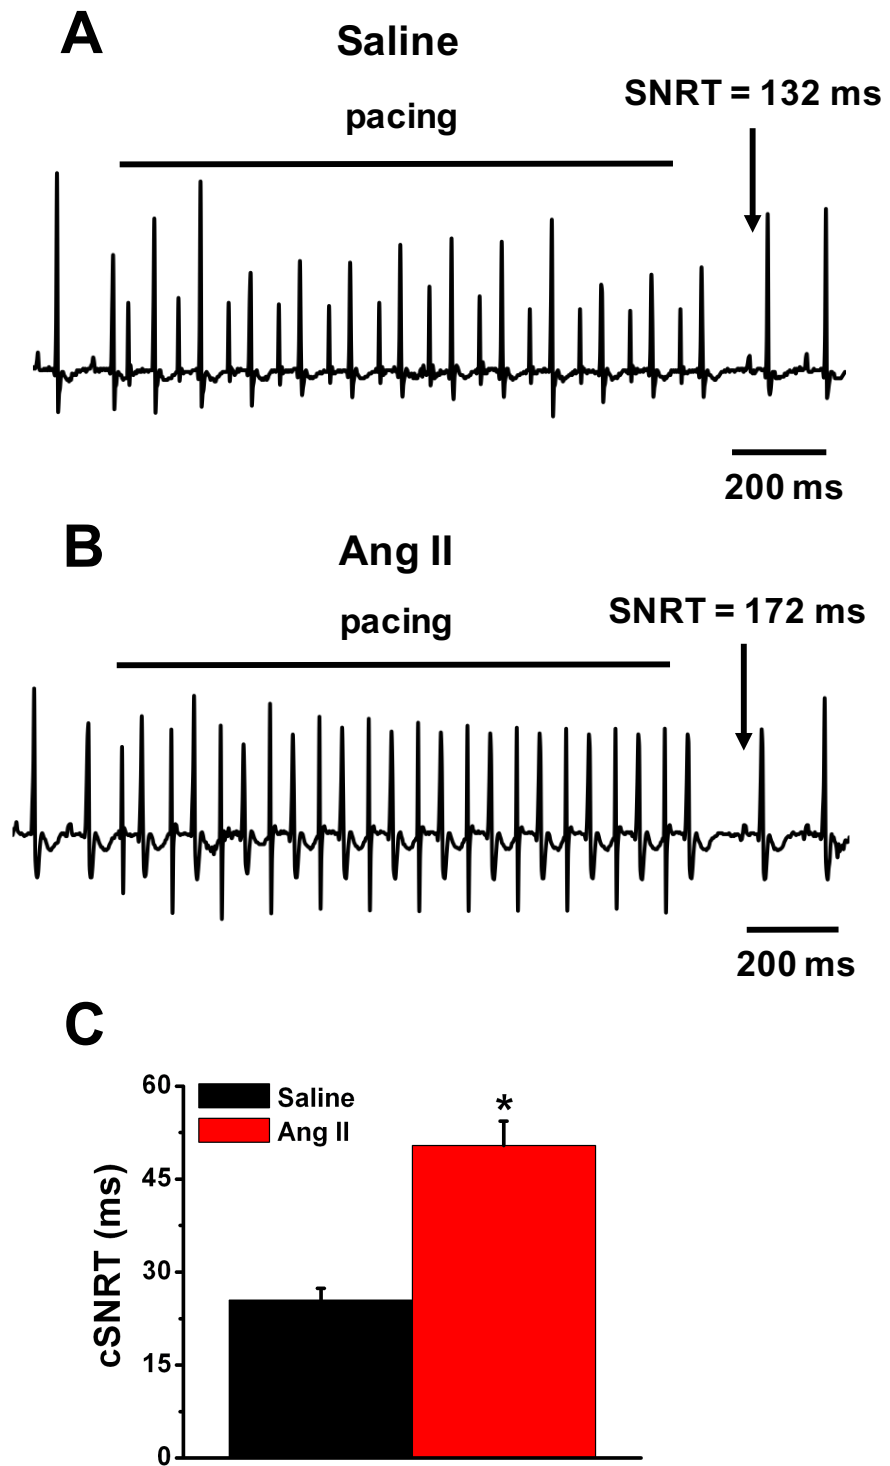 A
Saline
SNRT = 132 ms
pacing
200 ms
B
Ang II
SNRT = 172 ms
pacing
200 ms
C
60
Saline
*
Ang II
45
cSNRT (ms)
30
15
0